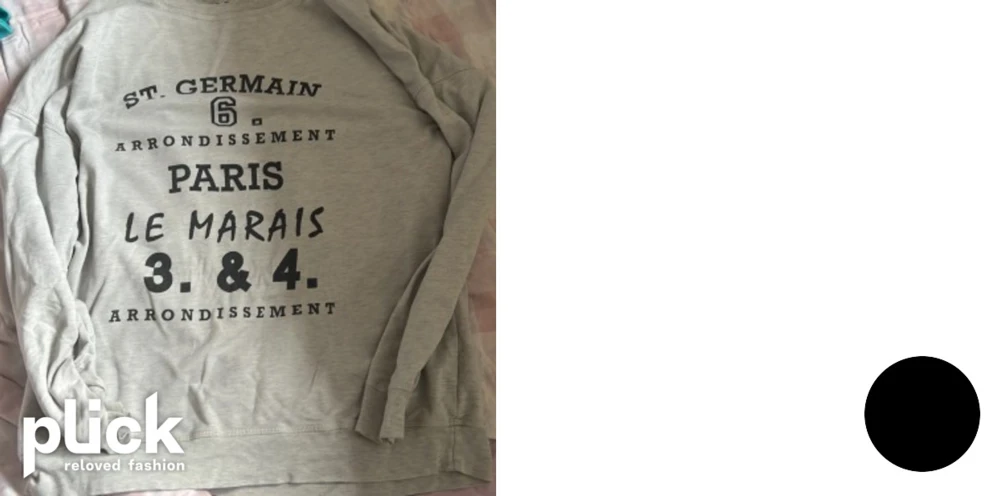 ST. GERMAIN
6.
ARRONDISSEMENT
PARIS
LE MARAIS
3. & 4.
ARRONDISSEMENT
plick
reloved fashion